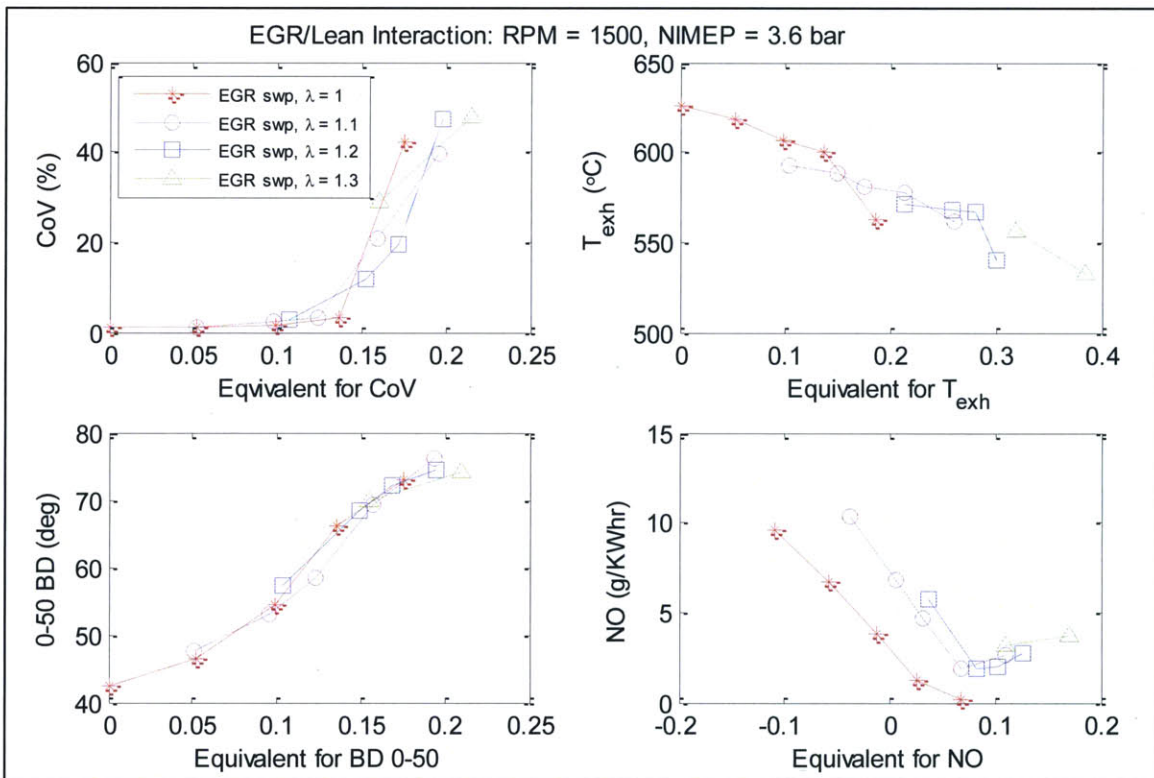 EGR/Lean Interaction: RPM = 1500, NIMEP = 3.6 bar
60
40
20
0
CoV (%)
EGR swp, λ = 1
EGR swp, λ = 1.1
EGR swp, λ = 1.2
EGR swp, λ = 1.3
0 0.05 0.1 0.15 0.2 0.25
Eqvivalent for CoV
650
600
550
500
T_exh (°C)
0 0.1 0.2 0.3 0.4
Equivalent for T_exh
80
70
60
50
40
0-50 BD (deg)
0 0.05 0.1 0.15 0.2 0.25
Equivalent for BD 0-50
15
10
5
0
NO (g/KWhr)
-0.2 -0.1 0 0.1 0.2
Equivalent for NO